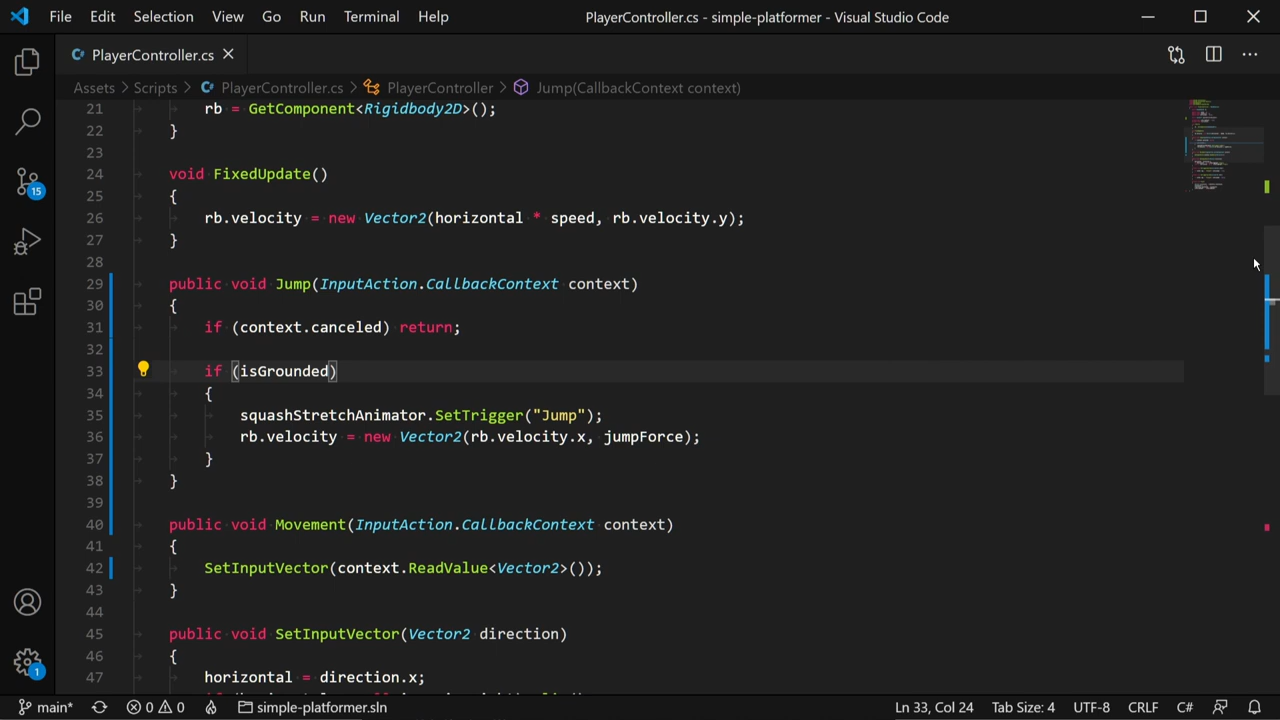 File Edit Selection View Go Run Terminal Help PlayerController.cs - simple-platformer - Visual Studio Code
PlayerController.cs
Assets > Scripts > PlayerController.cs > PlayerController > Jump(CallbackContext context)
21 rb = GetComponent<Rigidbody2D>();
22 }
23
24 void FixedUpdate()
25 {
26 rb.velocity = new Vector2(horizontal * speed, rb.velocity.y);
27 }
28
29 public void Jump(InputAction.CallbackContext context)
30 {
31 if (context.canceled) return;
32
33 if (isGrounded)
34 {
35 squashStretchAnimator.SetTrigger("Jump");
36 rb.velocity = new Vector2(rb.velocity.x, jumpForce);
37 }
38 }
39
40 public void Movement(InputAction.CallbackContext context)
41 {
42 SetInputVector(context.ReadValue<Vector2>());
43 }
44
45 public void SetInputVector(Vector2 direction)
46 {
47 horizontal = direction.x;
15
1
main* 0 0 simple-platformer.sln Ln 33, Col 24 Tab Size: 4 UTF-8 CRLF C#